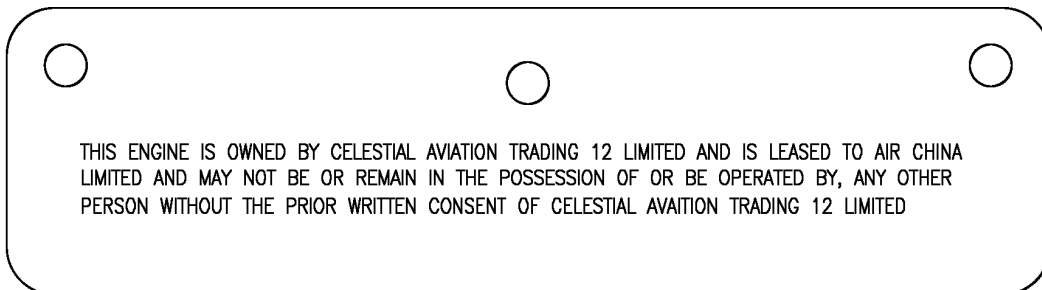 THIS ENGINE IS OWNED BY CELESTIAL AVIATION TRADING 12 LIMITED AND IS LEASED TO AIR CHINA
LIMITED AND MAY NOT BE OR REMAIN IN THE POSSESSION OF OR BE OPERATED BY, ANY OTHER
PERSON WITHOUT THE PRIOR WRITTEN CONSENT OF CELESTIAL AVAITION TRADING 12 LIMITED